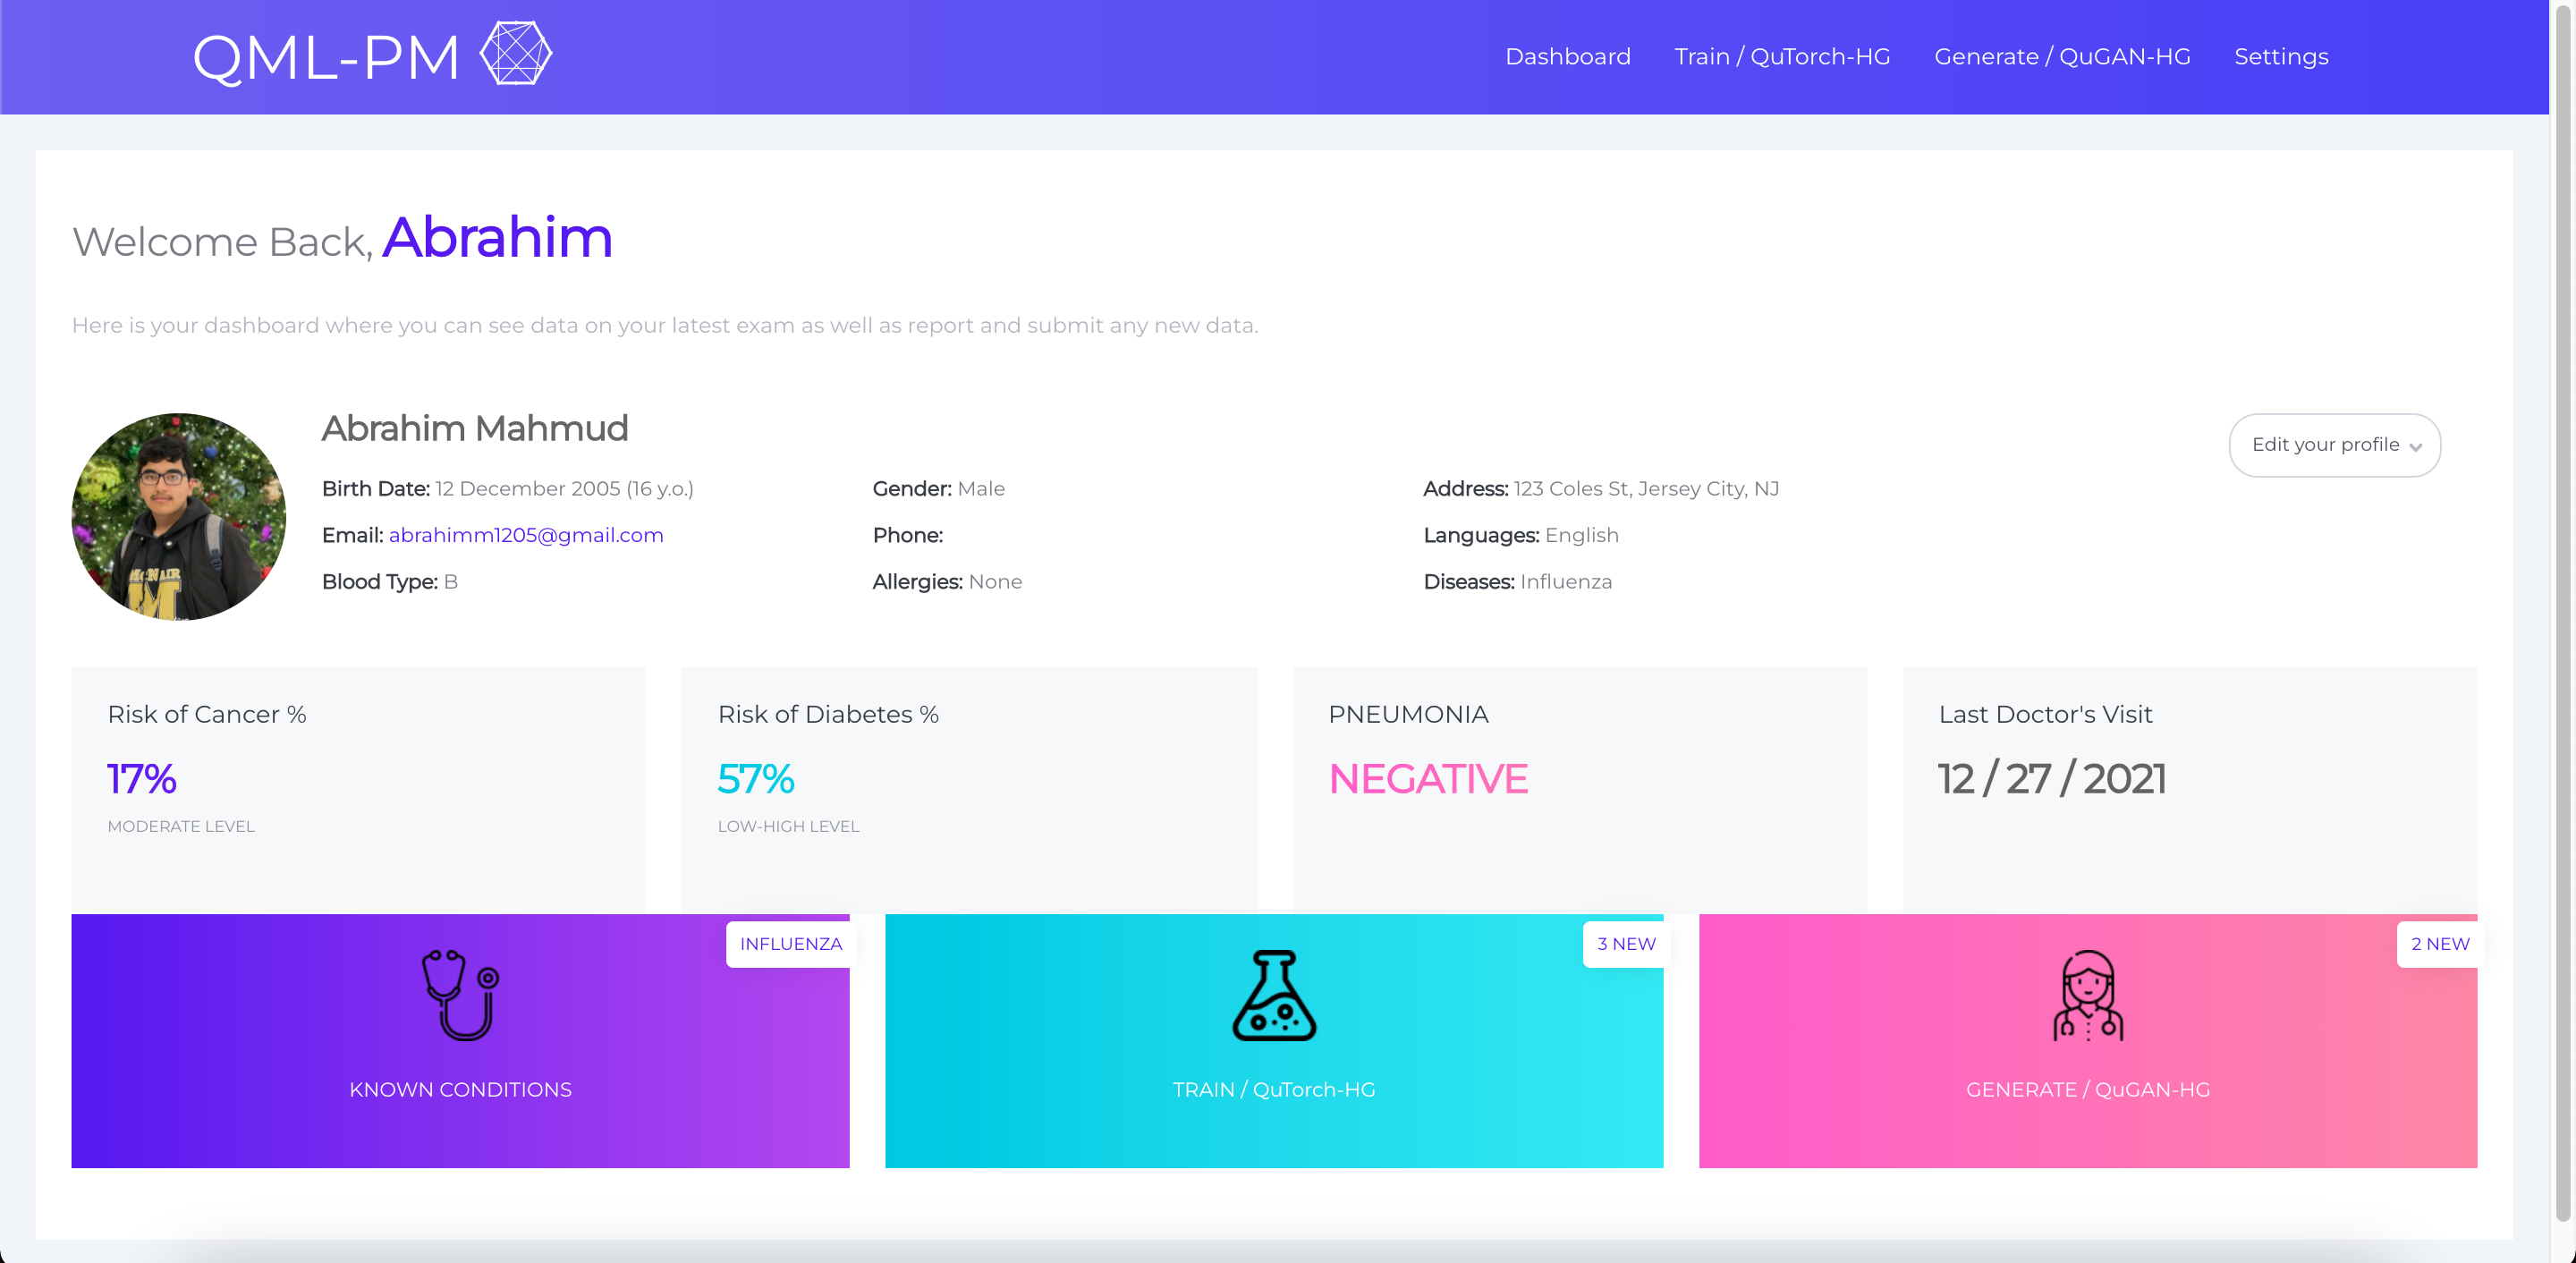 QML-PM
Dashboard Train / QuTorch-HG Generate / QuGAN-HG Settings
Welcome Back, Abrahim
Here is your dashboard where you can see data on your latest exam as well as report and submit any new data.
Abrahim Mahmud
Edit your profile
Birth Date: 12 December 2005 (16 y.o.) Gender: Male Address: 123 Coles St, Jersey City, NJ
Email: abrahimm1205@gmail.com Phone: Languages: English
Blood Type: B Allergies: None Diseases: Influenza
McNAIR
M
Risk of Cancer % Risk of Diabetes % PNEUMONIA Last Doctor's Visit
17% 57% NEGATIVE 12 / 27 / 2021
MODERATE LEVEL LOW-HIGH LEVEL
INFLUENZA 3 NEW 2 NEW
KNOWN CONDITIONS TRAIN / QuTorch-HG GENERATE / QuGAN-HG